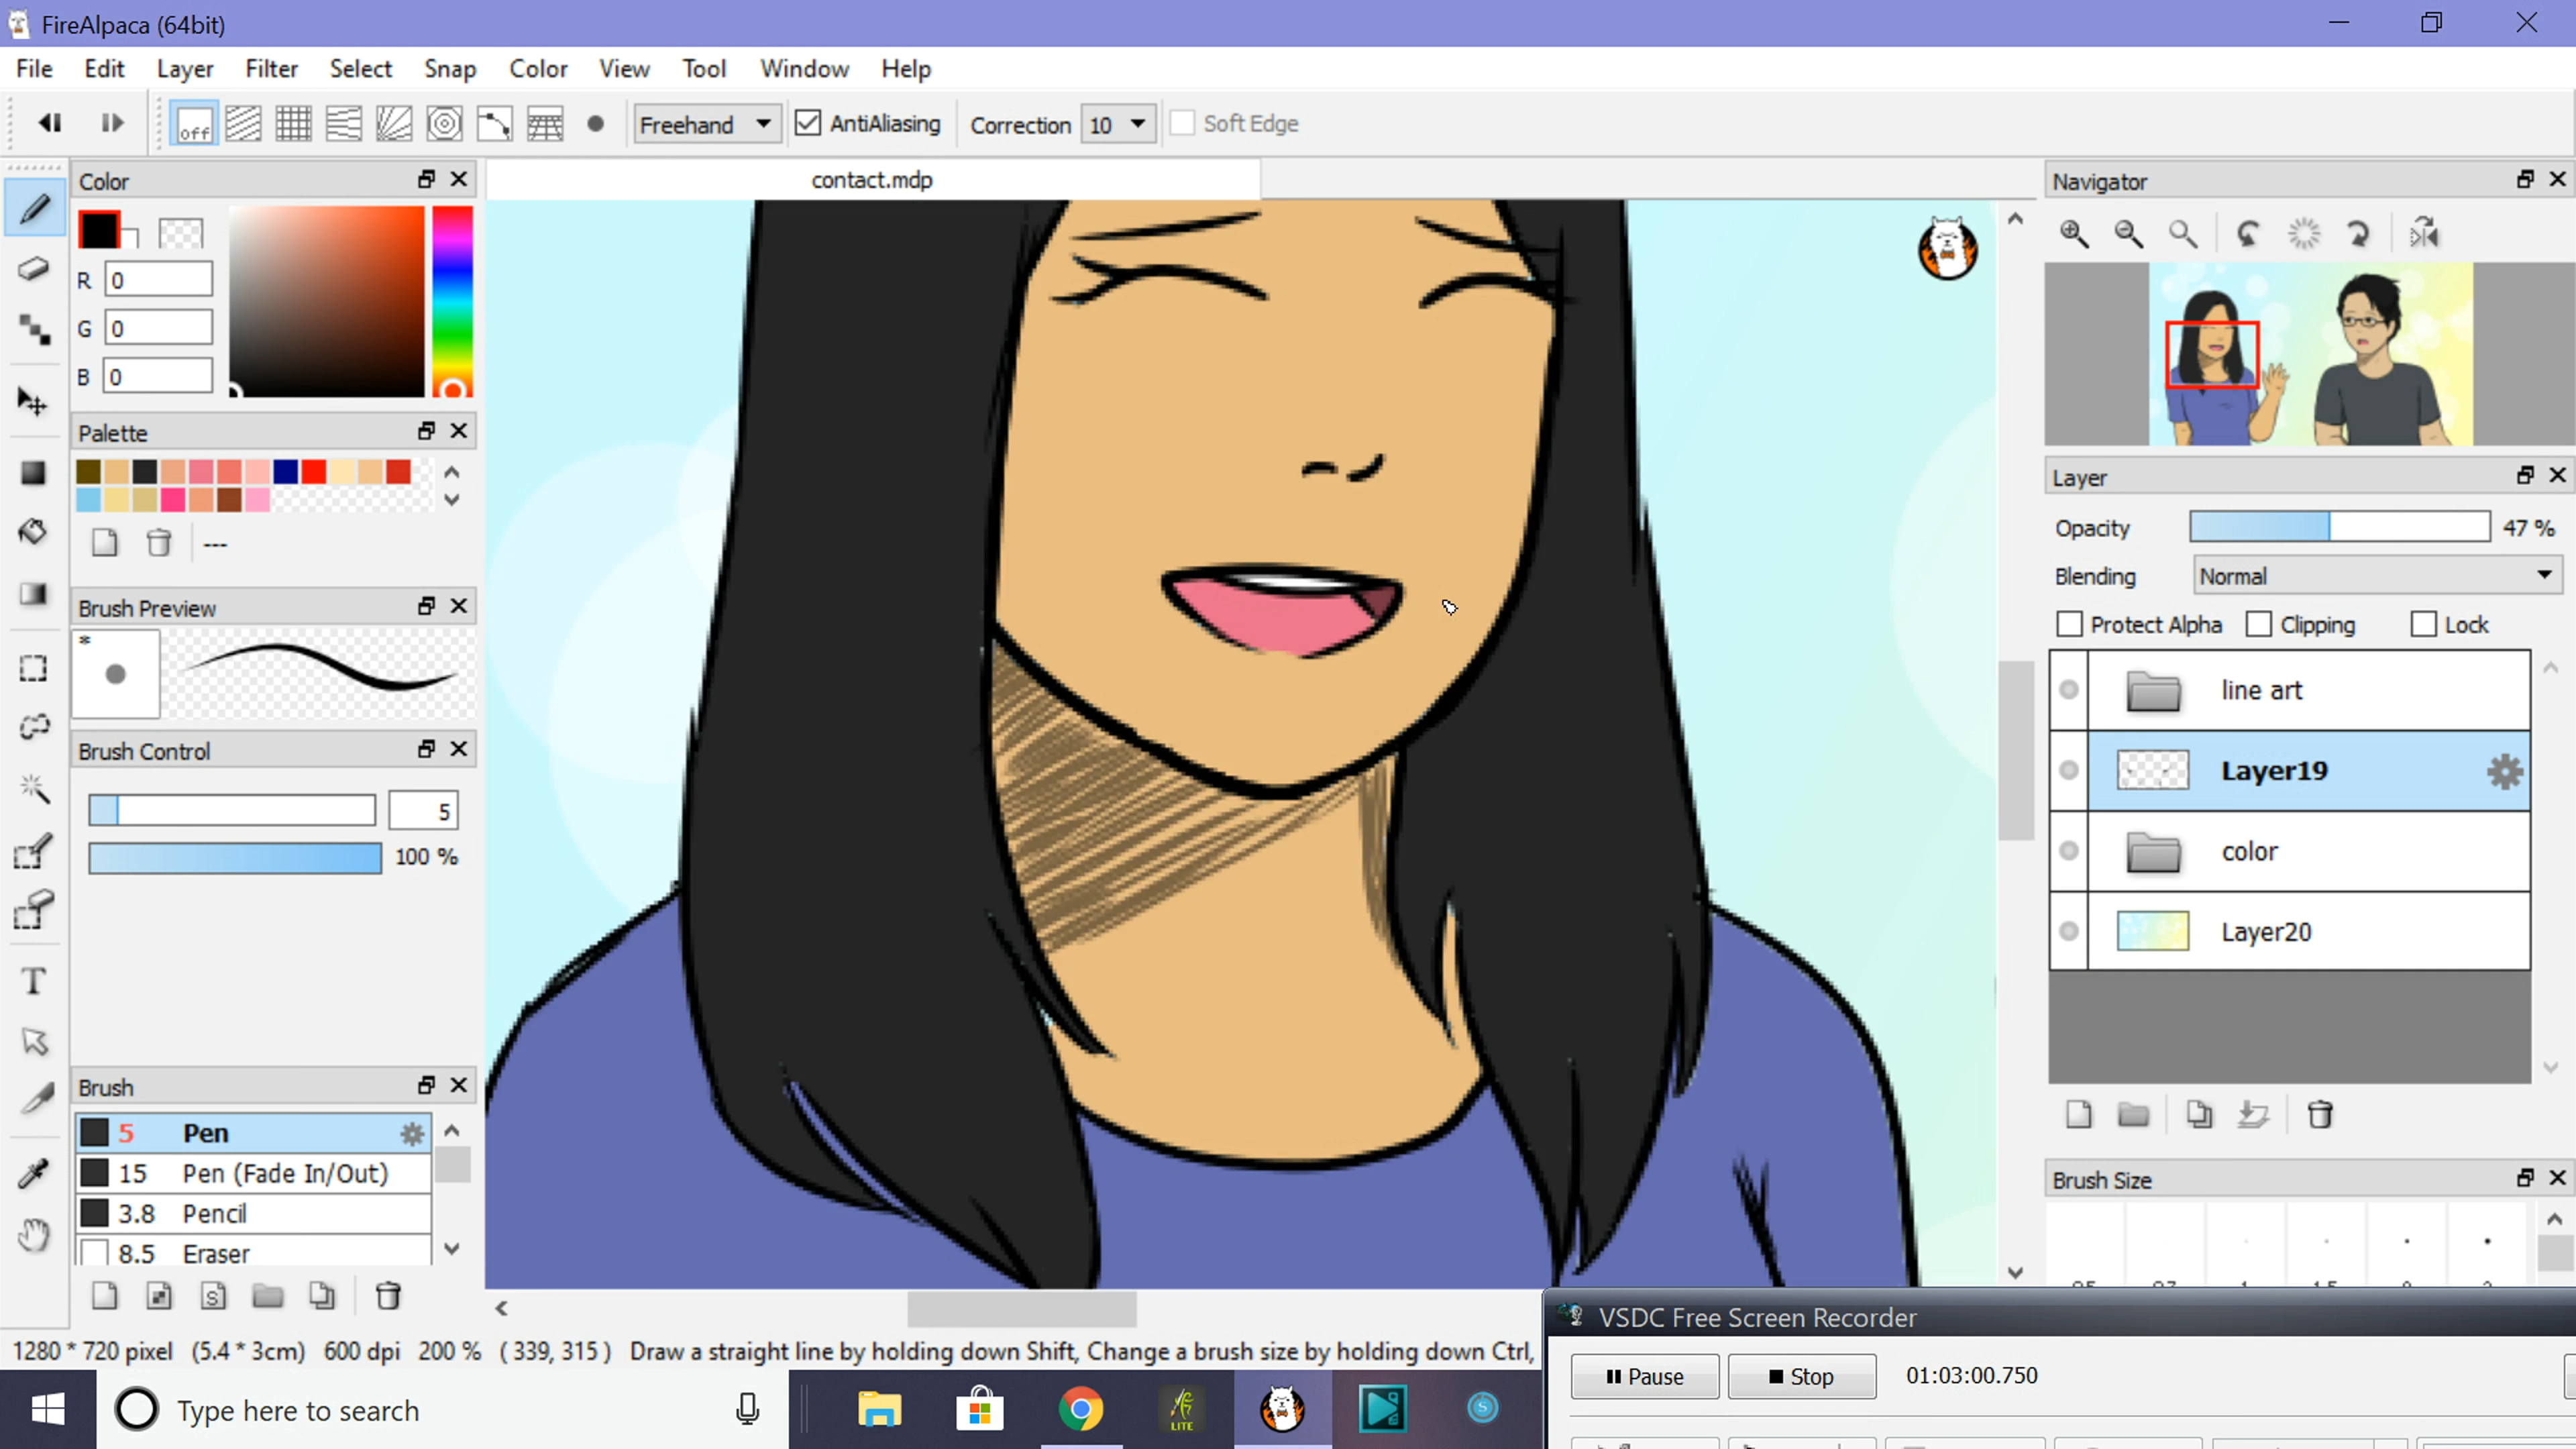 FireAlpaca (64bit)
File Edit Layer Filter Select Snap Color View Tool Window Help
off Freehand AntiAliasing Correction 10 Soft Edge
Color
R 0
G 0
B 0
Palette
---
Brush Preview
*
Brush Control
5
100 %
Brush
5 Pen
15 Pen (Fade In/Out)
3.8 Pencil
8.5 Eraser
contact.mdp
Navigator
Layer
Opacity 47 %
Blending Normal
Protect Alpha Clipping Lock
line art
Layer19
color
Layer20
Brush Size
1280 * 720 pixel (5.4 * 3cm) 600 dpi 200 % ( 339, 315 ) Draw a straight line by holding down Shift, Change a brush size by holding down Ctrl,
VSDC Free Screen Recorder
Pause Stop 01:03:00.750
Type here to search
LITE